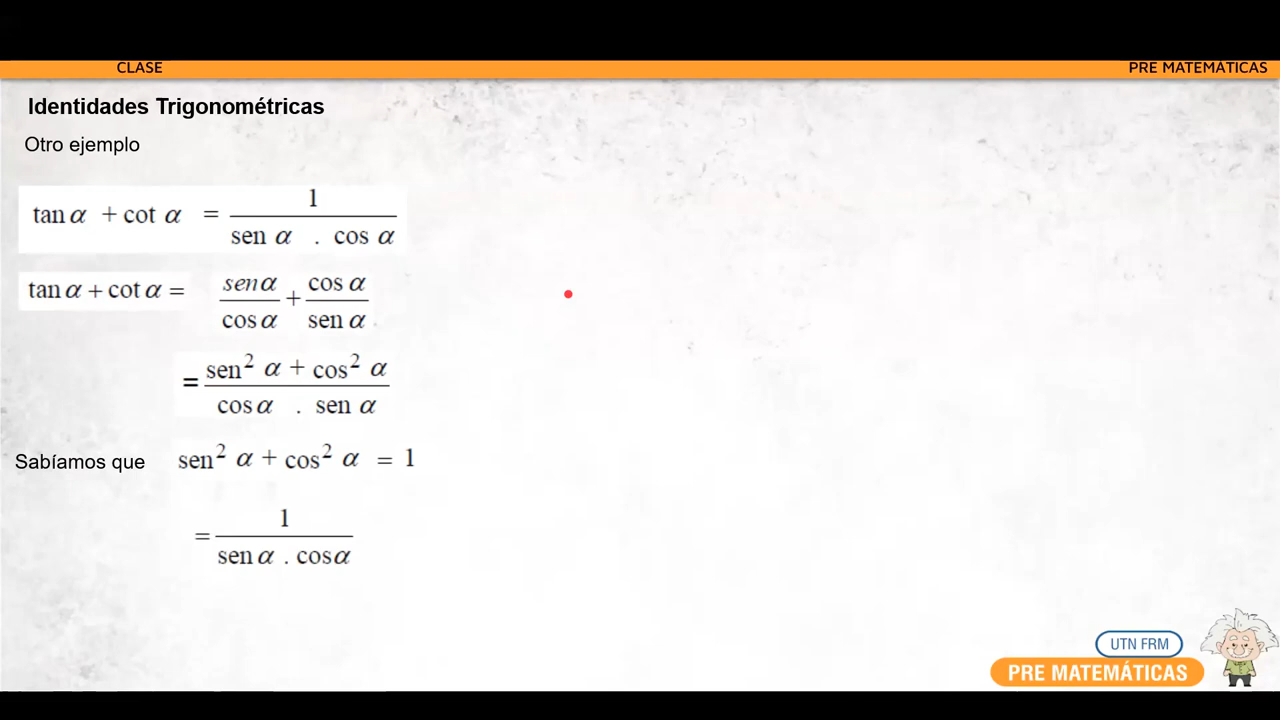 CLASE PRE MATEMÁTICAS
Identidades Trigonométricas
Otro ejemplo
tan α + cot α = 1 / (sen α . cos α)
tan α + cot α = senα / cos α + cos α / sen α
= (sen² α + cos² α) / (cos α . sen α)
Sabíamos que sen² α + cos² α = 1
= 1 / (sen α . cos α)
UTN FRM
PRE MATEMÁTICAS